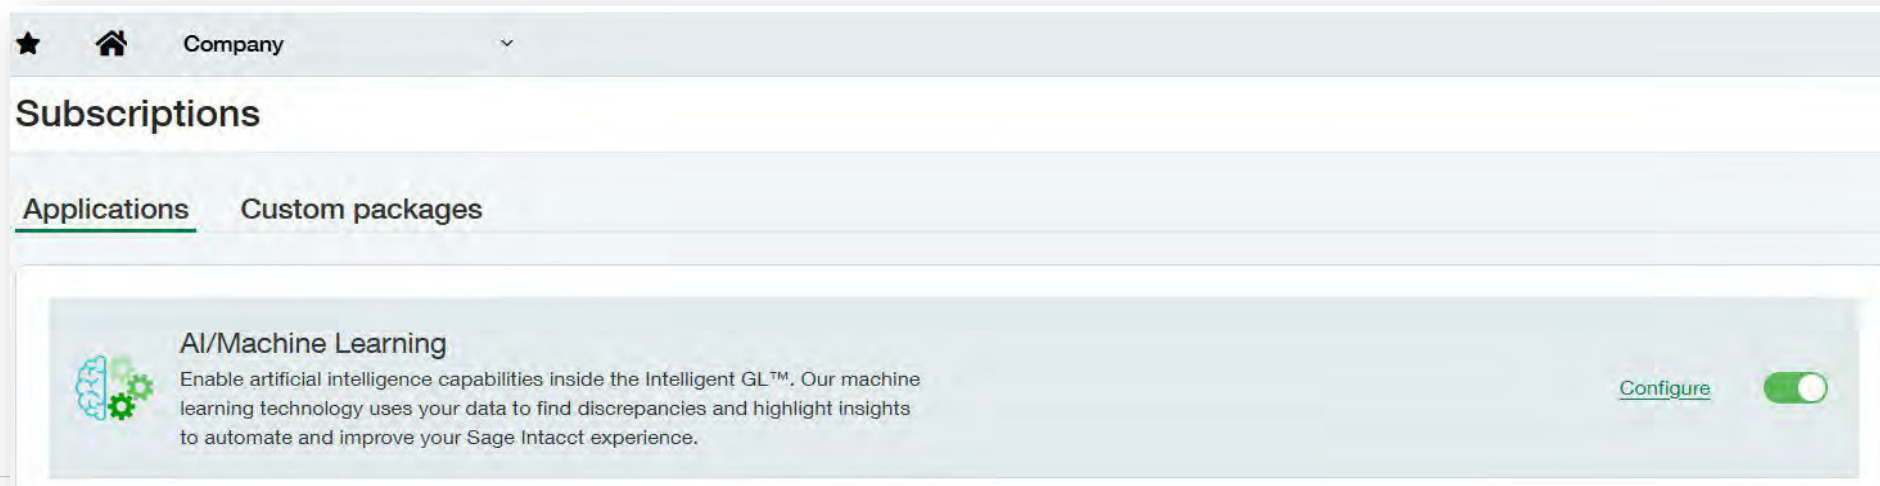 Company
Subscriptions
Applications Custom packages
AI/Machine Learning
Enable artificial intelligence capabilities inside the Intelligent GL™. Our machine
learning technology uses your data to find discrepancies and highlight insights
to automate and improve your Sage Intacct experience.
Configure